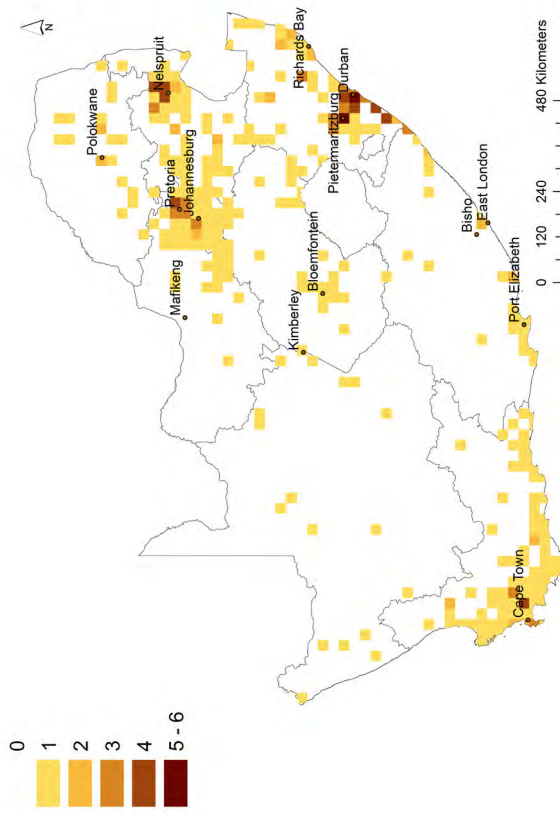 N
0
1
2
3
4
5 - 6
Polokwane
Nelspruit
Pretoria
Johannesburg
Mafikeng
Richards Bay
Kimberley
Bloemfontein
Pietermaritzburg
Durban
Bisho
East London
Port Elizabeth
Cape Town
0 120 240 480 Kilometers